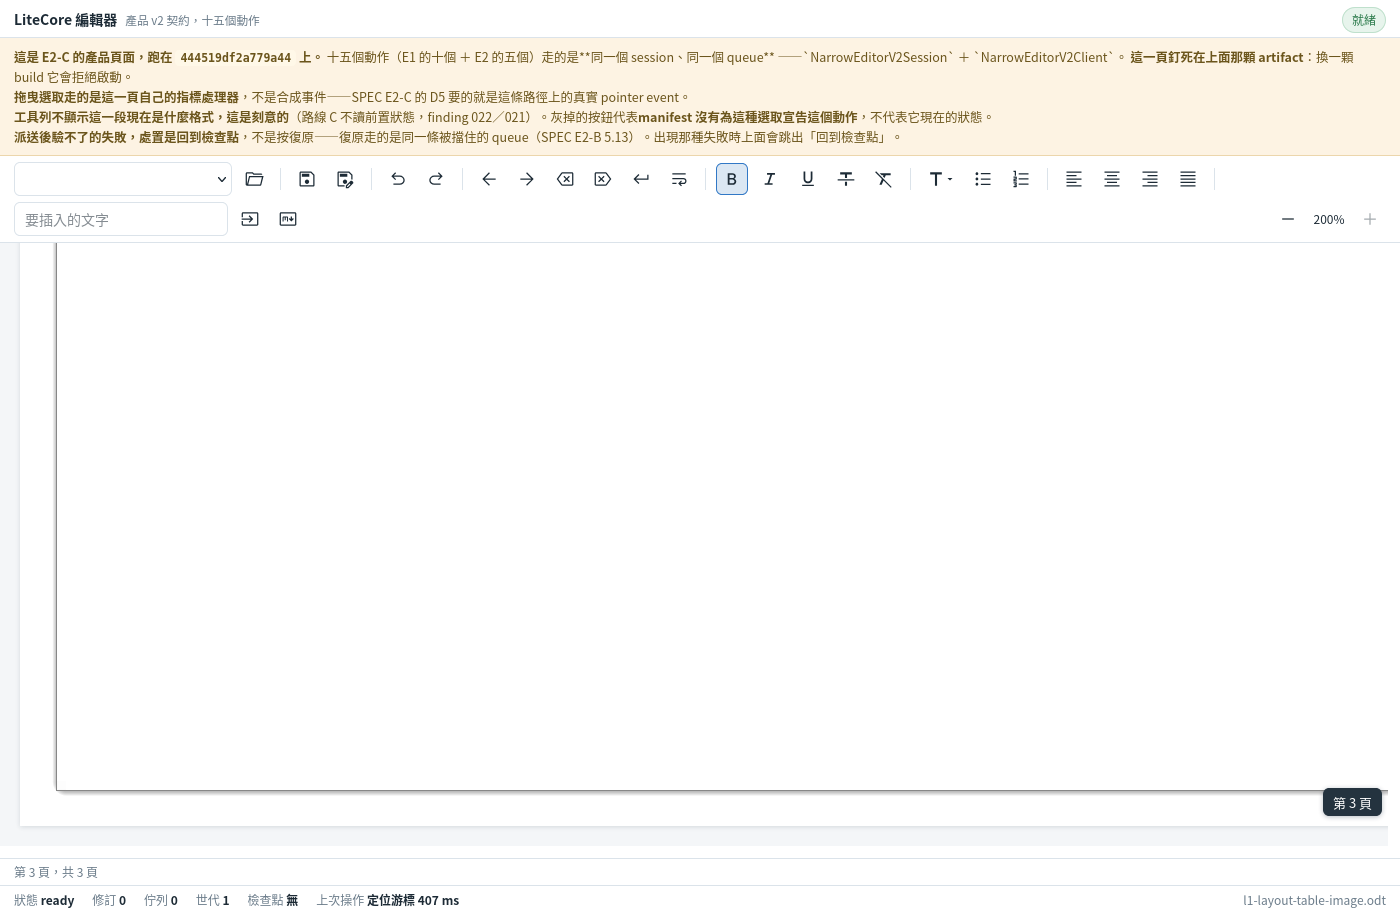 LiteCore 編輯器 產品 v2 契約，十五個動作
就緒
這是 E2-C 的產品頁面，跑在 444519df2a779a44 上。 十五個動作（E1 的十個 ＋ E2 的五個）走的是**同一個 session、同一個 queue** ——`NarrowEditorV2Session` ＋ `NarrowEditorV2Client`。 這一頁釘死在上面那顆 artifact：換一顆
build 它會拒絕啟動。
拖曳選取走的是這一頁自己的指標處理器，不是合成事件——SPEC E2-C 的 D5 要的就是這條路徑上的真實 pointer event。
工具列不顯示這一段現在是什麼格式，這是刻意的（路線 C 不讀前置狀態，finding 022／021）。灰掉的按鈕代表manifest 沒有為這種選取宣告這個動作，不代表它現在的狀態。
派送後驗不了的失敗，處置是回到檢查點，不是按復原——復原走的是同一條被擋住的 queue（SPEC E2-B 5.13）。出現那種失敗時上面會跳出「回到檢查點」。
B I U T T T
要插入的文字
M
200%
第 3 頁
第 3 頁，共 3 頁
狀態 ready 修訂 0 佇列 0 世代 1 檢查點 無 上次操作 定位游標 407 ms
l1-layout-table-image.odt